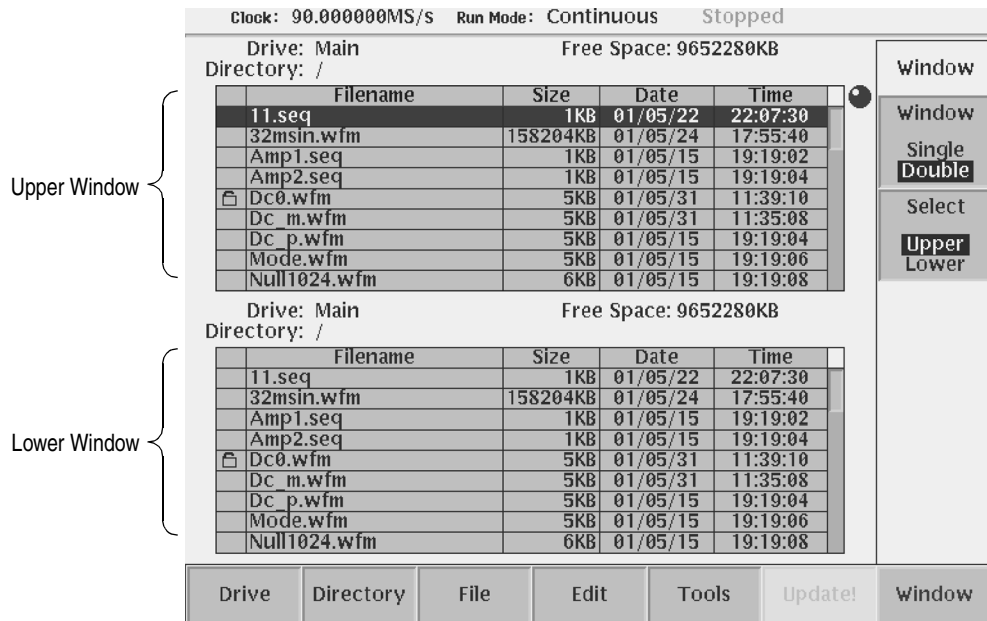 Clock: 90.000000MS/s Run Mode: Continuous Stopped
Drive: Main Free Space: 9652280KB
Directory: /
Filename Size Date Time
11.seq 1KB 01/05/22 22:07:30
32msin.wfm 158204KB 01/05/24 17:55:40
Amp1.seq 1KB 01/05/15 19:19:02
Amp2.seq 1KB 01/05/15 19:19:04
Dc0.wfm 5KB 01/05/31 11:39:10
Dc_m.wfm 5KB 01/05/31 11:35:08
Dc_p.wfm 5KB 01/05/15 19:19:04
Mode.wfm 5KB 01/05/15 19:19:06
Null1024.wfm 6KB 01/05/15 19:19:08
Upper Window
Drive: Main Free Space: 9652280KB
Directory: /
Filename Size Date Time
11.seq 1KB 01/05/22 22:07:30
32msin.wfm 158204KB 01/05/24 17:55:40
Amp1.seq 1KB 01/05/15 19:19:02
Amp2.seq 1KB 01/05/15 19:19:04
Dc0.wfm 5KB 01/05/31 11:39:10
Dc_m.wfm 5KB 01/05/31 11:35:08
Dc_p.wfm 5KB 01/05/15 19:19:04
Mode.wfm 5KB 01/05/15 19:19:06
Null1024.wfm 6KB 01/05/15 19:19:08
Lower Window
Window
Window
Single
Double
Select
Upper
Lower
Drive Directory File Edit Tools Update! Window